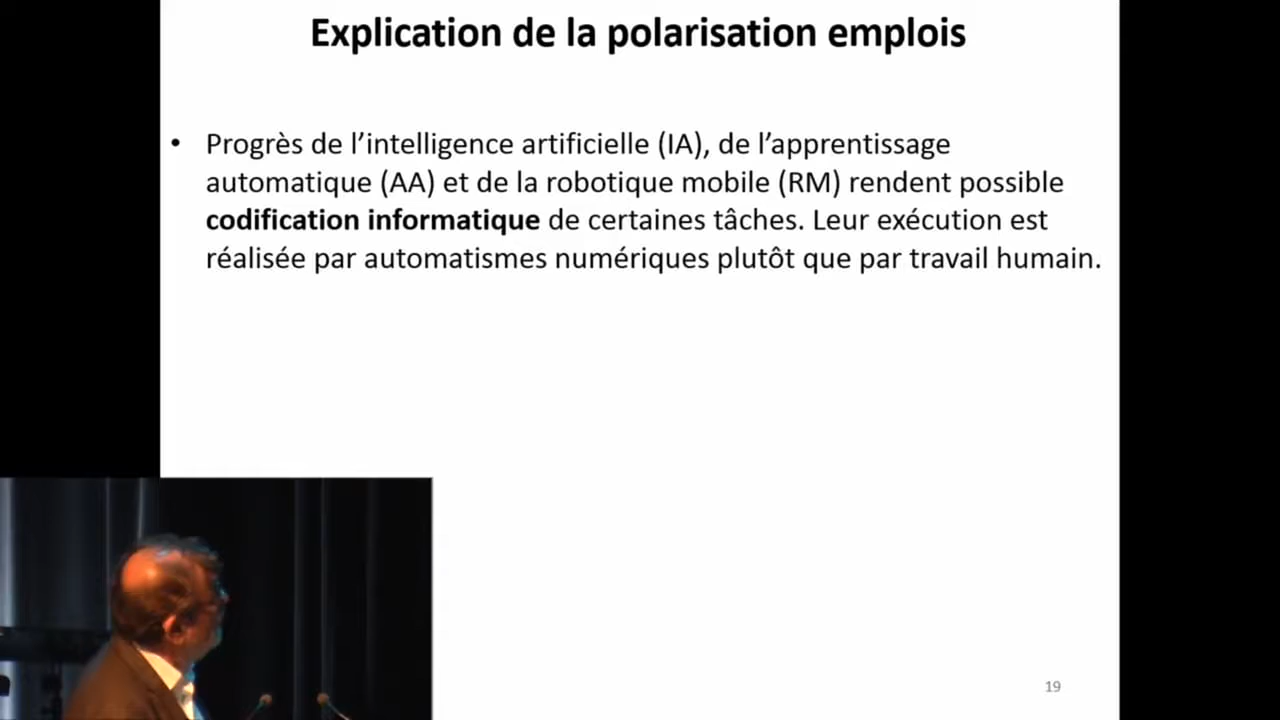 Explication de la polarisation emplois
• Progrès de l’intelligence artificielle (IA), de l’apprentissage
automatique (AA) et de la robotique mobile (RM) rendent possible
codification informatique de certaines tâches. Leur exécution est
réalisée par automatismes numériques plutôt que par travail humain.
19